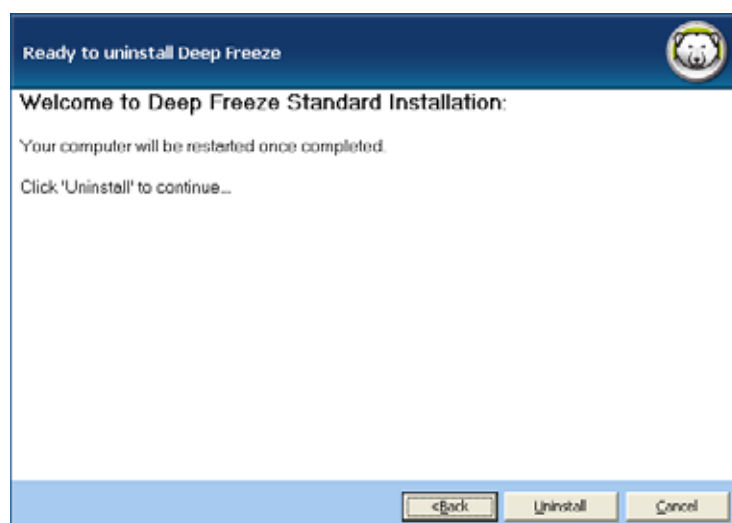 Ready to uninstall Deep Freeze
Welcome to Deep Freeze Standard Installation:
Your computer will be restarted once completed.
Click 'Uninstall' to continue...
<Back
Uninstall
Cancel